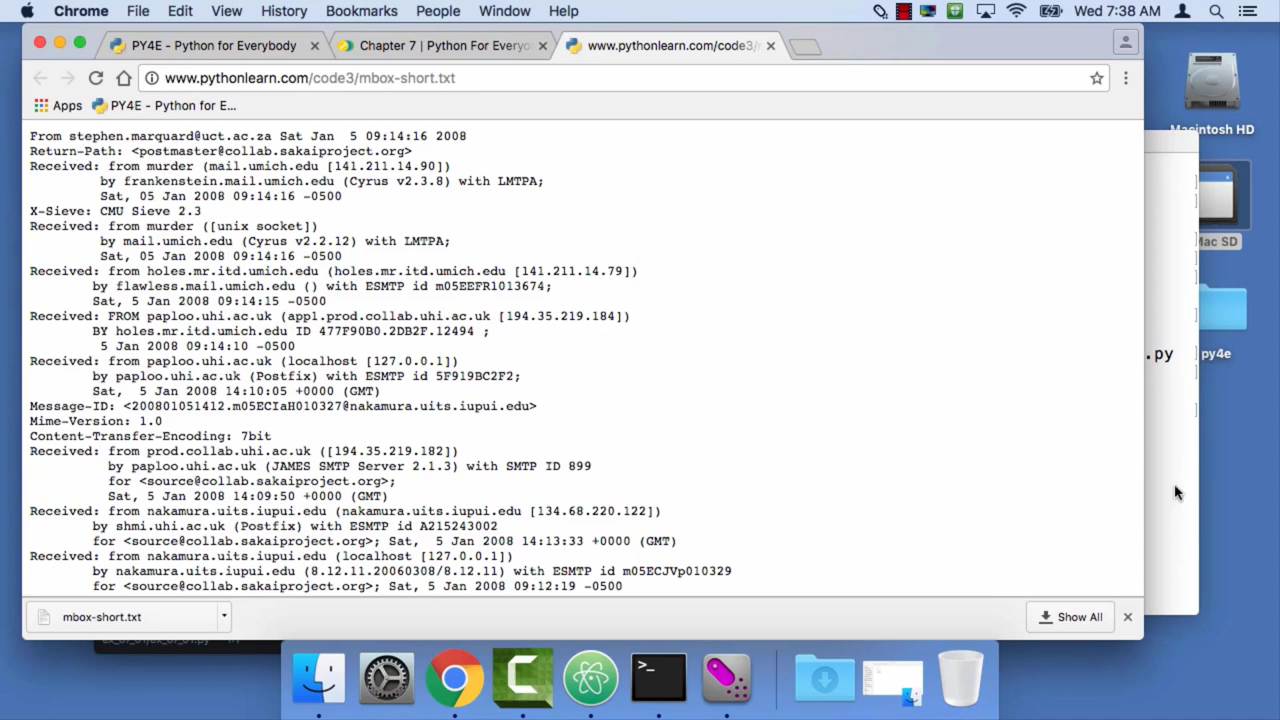 Chrome File Edit View History Bookmarks People Window Help Wed 7:38 AM
PY4E - Python for Everybody Chapter 7 | Python For Everyo www.pythonlearn.com/code3/
www.pythonlearn.com/code3/mbox-short.txt
Apps PY4E - Python for E...
From stephen.marquard@uct.ac.za Sat Jan  5 09:14:16 2008
Return-Path: <postmaster@collab.sakaiproject.org>
Received: from murder (mail.umich.edu [141.211.14.90])
by frankenstein.mail.umich.edu (Cyrus v2.3.8) with LMTPA;
Sat, 05 Jan 2008 09:14:16 -0500
X-Sieve: CMU Sieve 2.3
Received: from murder ([unix socket])
by mail.umich.edu (Cyrus v2.2.12) with LMTPA;
Sat, 05 Jan 2008 09:14:16 -0500
Received: from holes.mr.itd.umich.edu (holes.mr.itd.umich.edu [141.211.14.79])
by flawless.mail.umich.edu () with ESMTP id m05EEFR1013674;
Sat, 5 Jan 2008 09:14:15 -0500
Received: FROM paploo.uhi.ac.uk (app1.prod.collab.uhi.ac.uk [194.35.219.184])
BY holes.mr.itd.umich.edu ID 477F90B0.2DB2F.12494 ;
5 Jan 2008 09:14:10 -0500
Received: from paploo.uhi.ac.uk (localhost [127.0.0.1])
by paploo.uhi.ac.uk (Postfix) with ESMTP id 5F919BC2F2;
Sat,  5 Jan 2008 14:10:05 +0000 (GMT)
Message-ID: <200801051412.m05ECIaH010327@nakamura.uits.iupui.edu>
Mime-Version: 1.0
Content-Transfer-Encoding: 7bit
Received: from prod.collab.uhi.ac.uk ([194.35.219.182])
by paploo.uhi.ac.uk (JAMES SMTP Server 2.1.3) with SMTP ID 899
for <source@collab.sakaiproject.org>;
Sat, 5 Jan 2008 14:09:50 +0000 (GMT)
Received: from nakamura.uits.iupui.edu (nakamura.uits.iupui.edu [134.68.220.122])
by shmi.uhi.ac.uk (Postfix) with ESMTP id A215243002
for <source@collab.sakaiproject.org>; Sat,  5 Jan 2008 14:13:33 +0000 (GMT)
Received: from nakamura.uits.iupui.edu (localhost [127.0.0.1])
by nakamura.uits.iupui.edu (8.12.11.20060308/8.12.11) with ESMTP id m05ECJVp010329
for <source@collab.sakaiproject.org>; Sat, 5 Jan 2008 09:12:19 -0500
mbox-short.txt Show All
Macintosh HD
Mac SD
.py
py4e